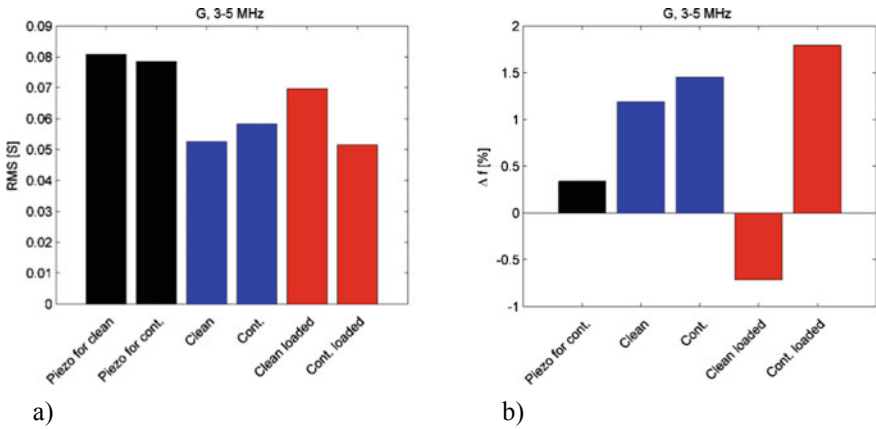 G, 3-5 MHz
RMS [S]
0.09
0.08
0.07
0.06
0.05
0.04
0.03
0.02
0.01
0
Piezo for clean
Piezo for cont.
Clean
Cont.
Clean loaded
Cont. loaded
a)
G, 3-5 MHz
Δ f [%]
2
1.5
1
0.5
0
-0.5
-1
Piezo for cont.
Clean
Cont.
Clean loaded
Cont. loaded
b)